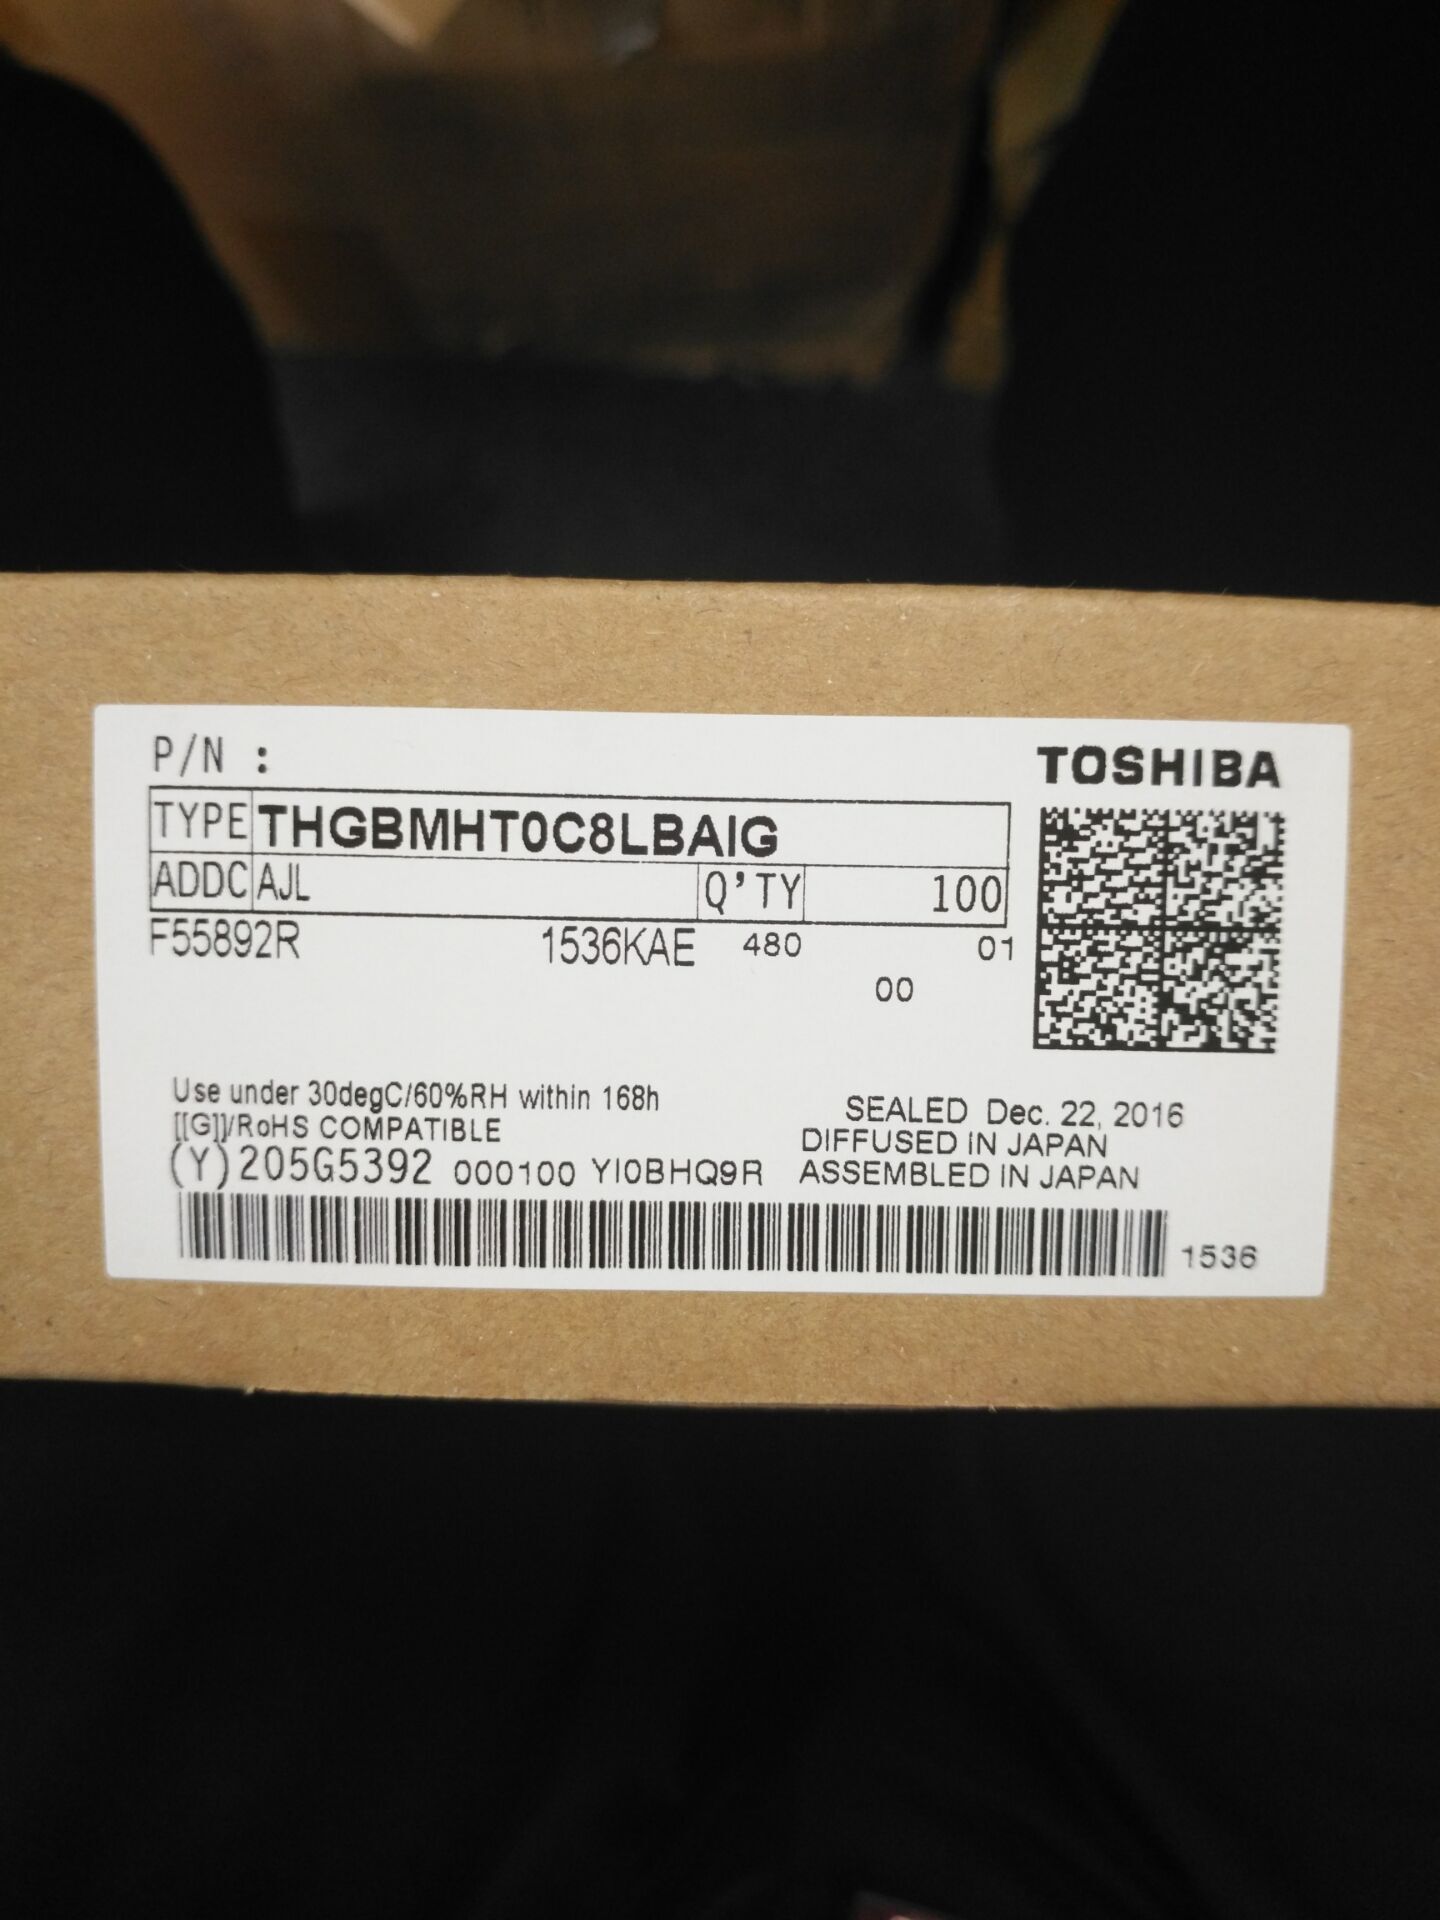 P/N :
TOSHIBA
TYPE THGBMHT0C8LBAIG
ADDC AJL Q'TY 100
F55892R 1536KAE 480 01
00
Use under 30degC/60%RH within 168h
[[G]]/RoHS COMPATIBLE
SEALED Dec. 22, 2016
DIFFUSED IN JAPAN
(Y) 205G5392 000100 YI0BHQ9R ASSEMBLED IN JAPAN
1536